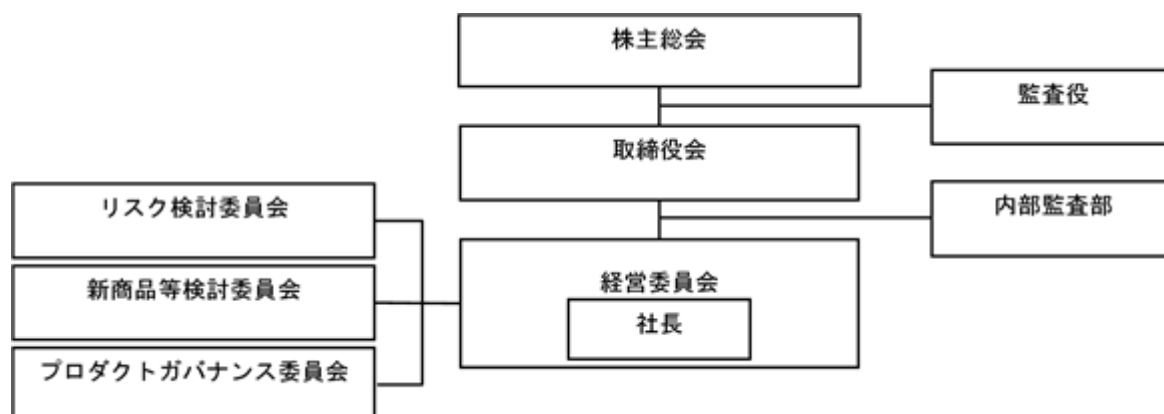 株主総会
監査役
取締役会
リスク検討委員会
内部監査部
新商品等検討委員会
経営委員会
社長
プロダクトガバナンス委員会